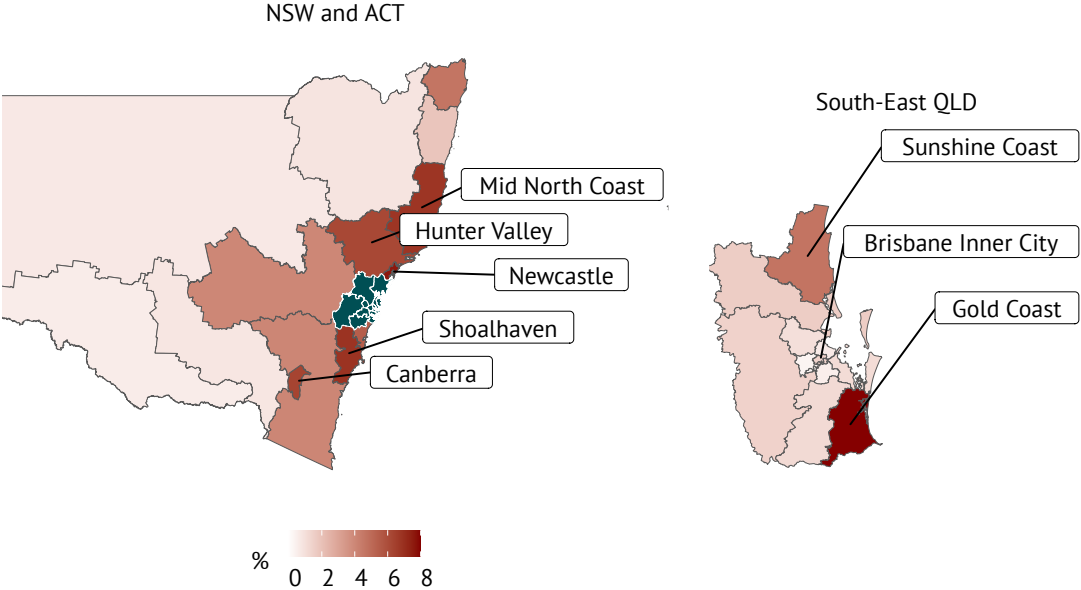 NSW and ACT
South-East QLD
Sunshine Coast
Mid North Coast
Hunter Valley
Brisbane Inner City
Newcastle
Gold Coast
Shoalhaven
Canberra
%
0 2 4 6 8